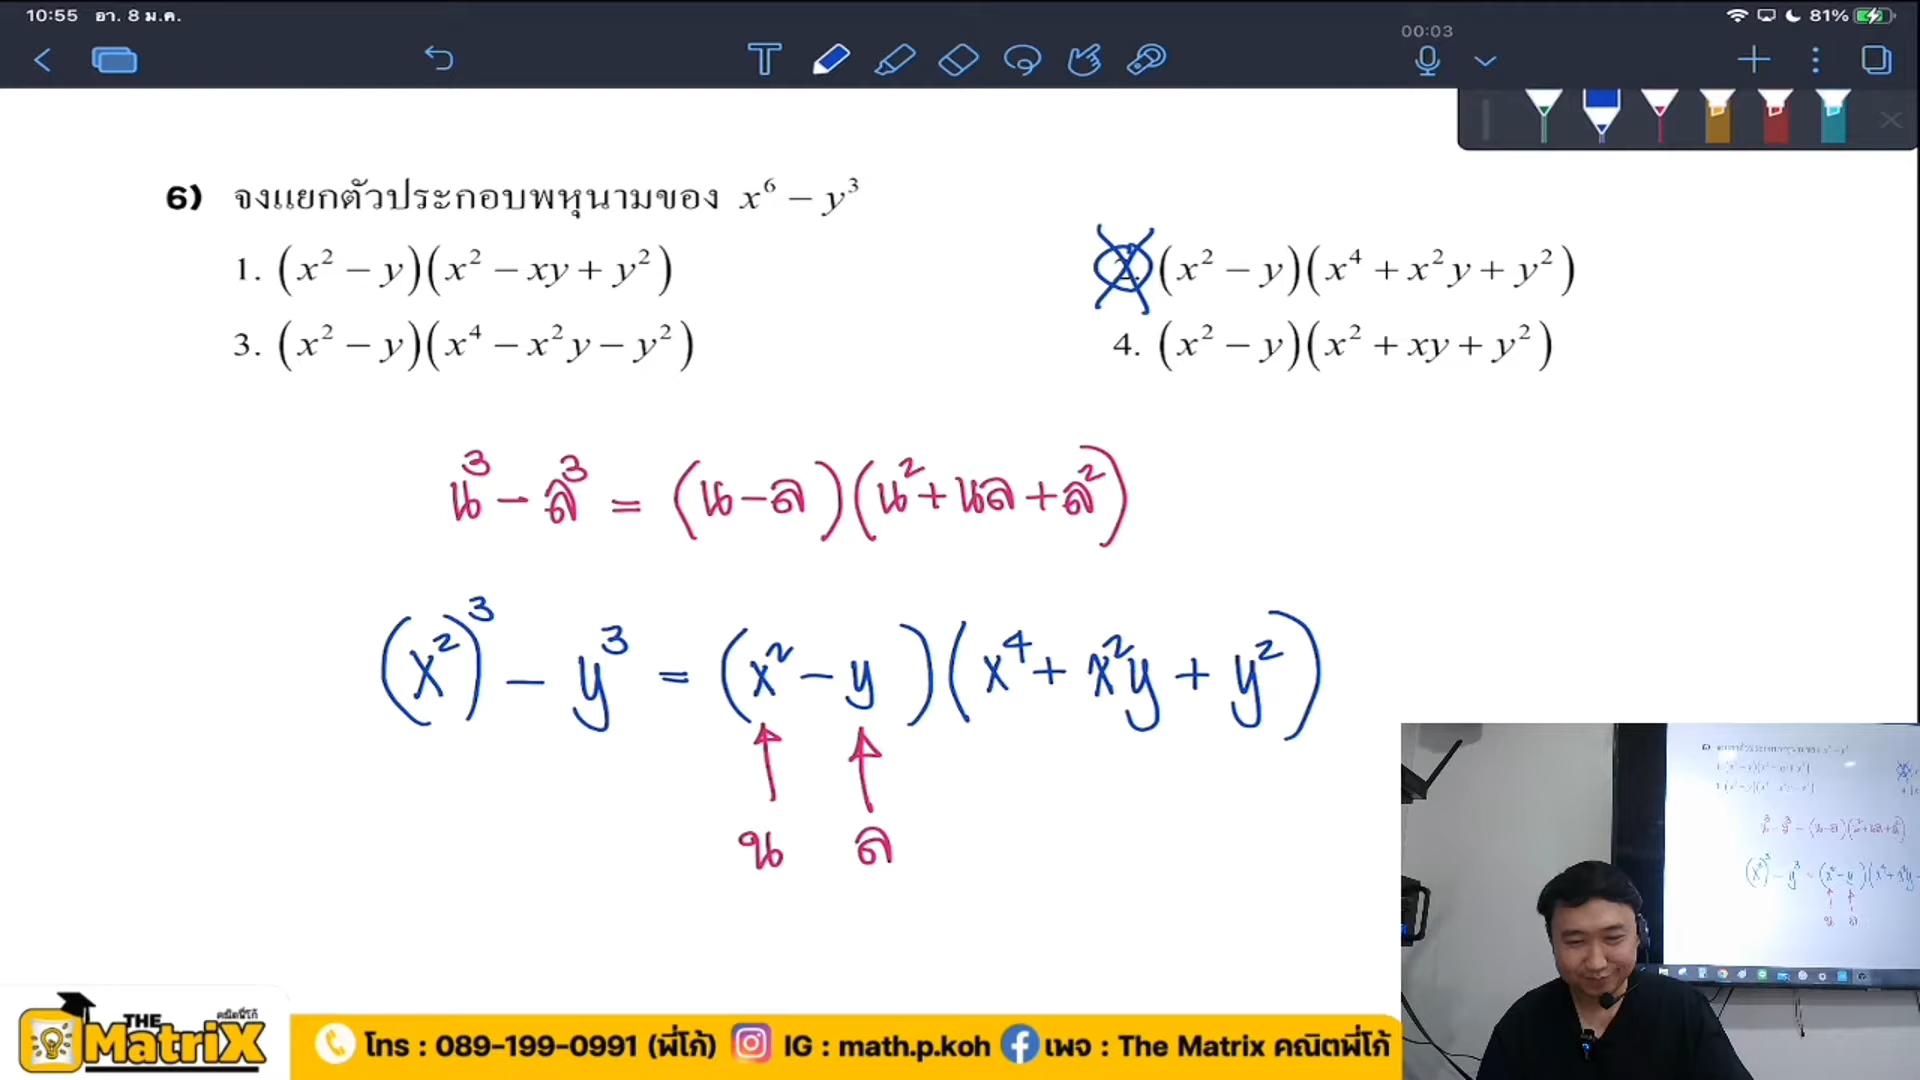 10:55 อา. 8 ม.ค.
81%
00:03
6) จงแยกตัวประกอบพหุนามของ x⁶ − y³
1. (x² − y)(x² − xy + y²)
2. (x² − y)(x⁴ + x²y + y²)
3. (x² − y)(x⁴ − x²y − y²)
4. (x² − y)(x² + xy + y²)
น³ − ล³ = (น − ล)(น² + นล + ล²)
(x²)³ − y³ = (x² − y)(x⁴ + x²y + y²)
น ล
THE คณิตพี่โก้
MatriX
โทร : 089-199-0991 (พี่โก้) IG : math.p.koh เพจ : The Matrix คณิตพี่โก้